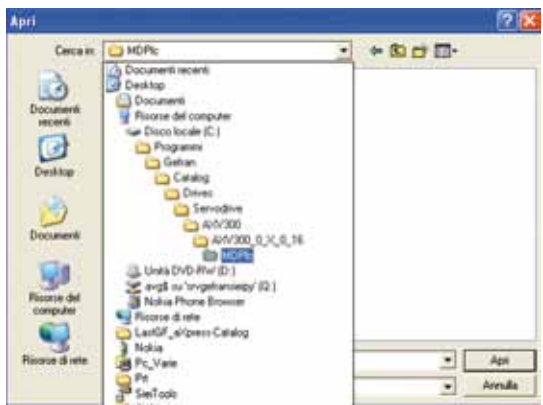 Apri
Cerca in:
MDPlc
Documenti recenti
Desktop
Documenti
Risorse del computer
Disco locale (C:)
Programmi
Gefran
Catalog
Drives
Servodrive
AXV300
AXV300_0_X_0_16
MDPlc
Unità DVD-RW (D:)
Nokia Phone Browser
Risorse di rete
LastGF_eXpress-Catalog
Nokia
Pc_Varie
Prt
SieiTools
Documenti recenti
Desktop
Documenti
Risorse del computer
Risorse di rete
Apri
Annulla